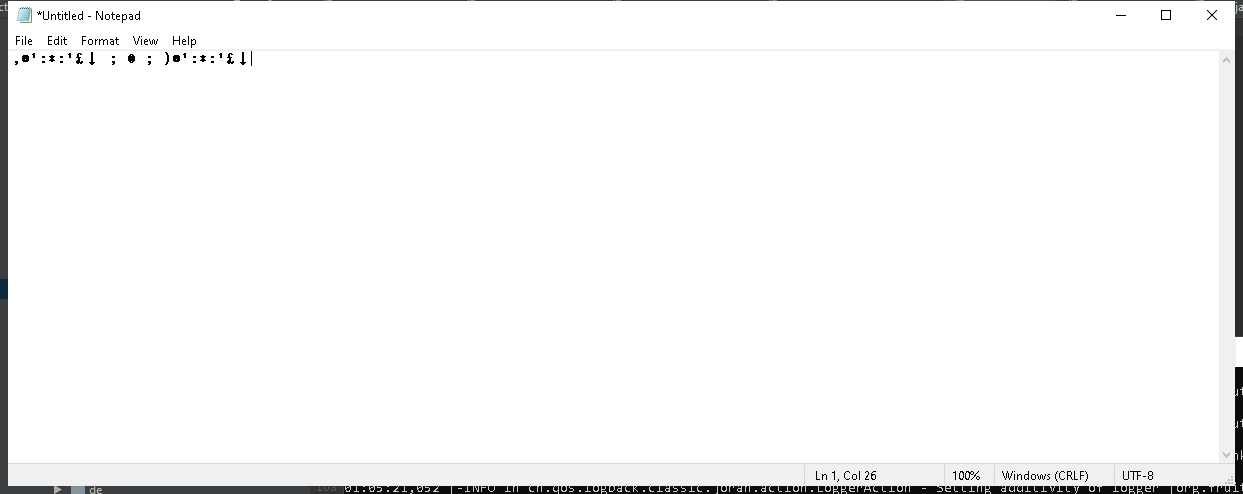 *Untitled - Notepad
File Edit Format View Help
,¤':*:'£↓ ; ☻ ; )¤':*:'£↓
Ln 1, Col 26 100% Windows (CRLF) UTF-8
de
01:05:21,052 |-INFO in ch.qos.logback.classic.joran.action.LoggerAction - Setting additivity of logger [org.fruit